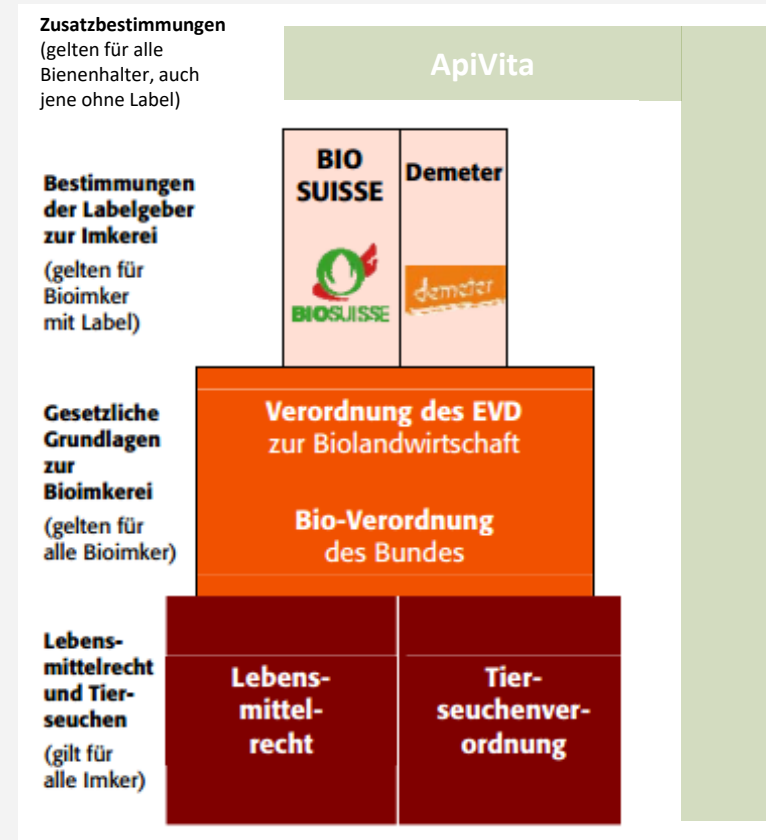 Zusatzbestimmungen
(gelten für alle
Bienenhalter, auch
jene ohne Label)
ApiVita
Bestimmungen
der Labelgeber
zur Imkerei
(gelten für
Bioimker
mit Label)
BIO
SUISSE
BIOSUISSE
Demeter
demeter
Gesetzliche
Grundlagen
zur
Bioimkerei
(gelten für
alle Bioimker)
Verordnung des EVD
zur Biolandwirtschaft
Bio-Verordnung
des Bundes
Lebens-
mittelrecht
und Tier-
seuchen
(gilt für
alle Imker)
Lebens-
mittel-
recht
Tier-
seuchenver-
ordnung